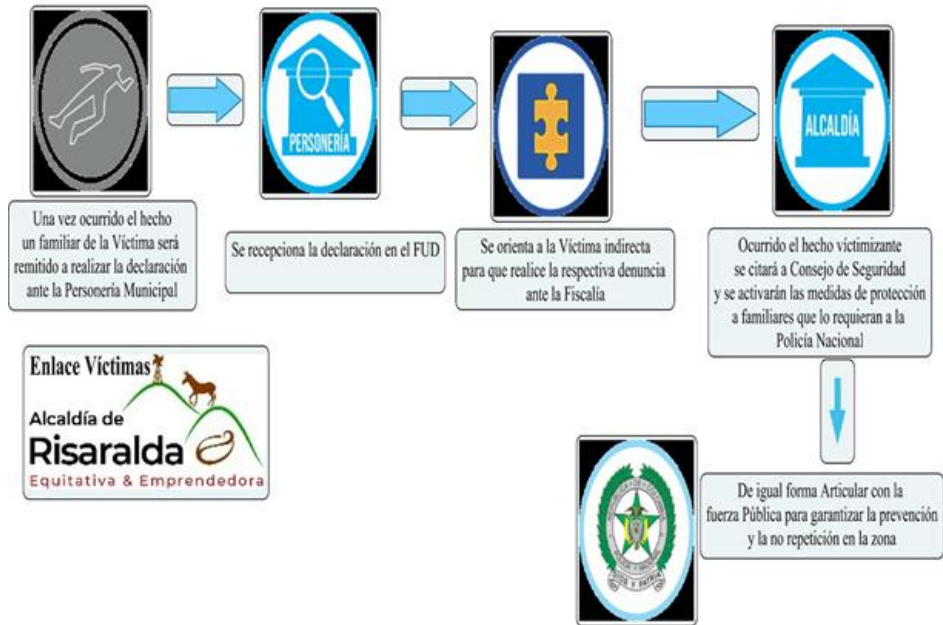 PERSONERÍA
ALCALDÍA
Una vez ocurrido el hecho
un familiar de la Víctima será
remitido a realizar la declaración
ante la Personería Municipal
Se recepciona la declaración en el FUD
Se orienta a la Víctima indirecta
para que realice la respectiva denuncia
ante la Fiscalía
Ocurrido el hecho victimizante
se citará a Consejo de Seguridad
y se activarán las medidas de protección
a familiares que lo requieran a la
Policía Nacional
Enlace Víctimas
Alcaldía de
Risaralda
Equitativa & Emprendedora
De igual forma Articular con la
fuerza Pública para garantizar la prevención
y la no repetición en la zona
DIOS Y PATRIA